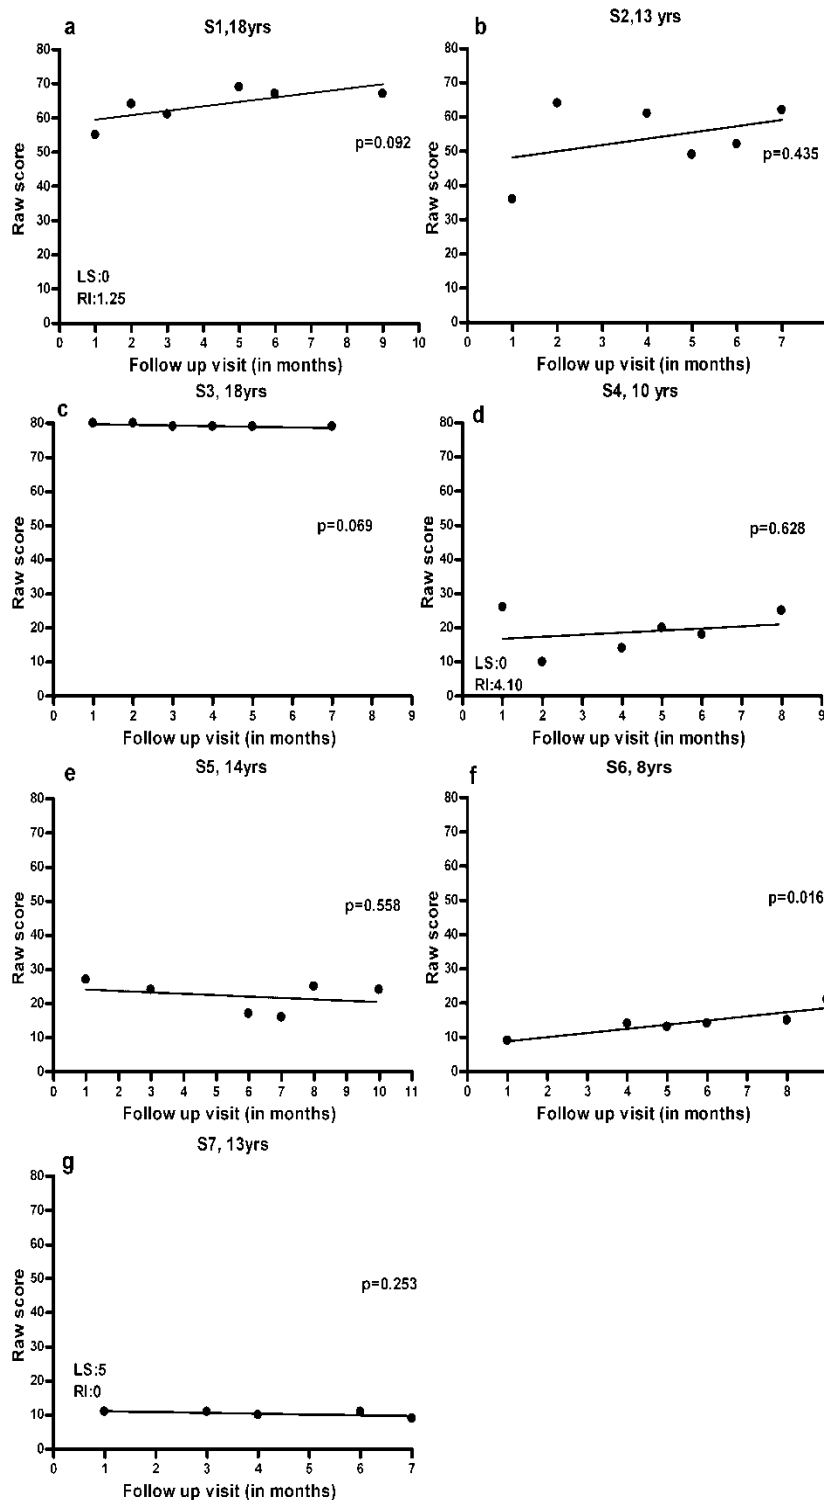 a
S1,18yrs
80
70
60
50
40
30
20
10
0
Raw score
p=0.092
LS:0
RI:1.25
0 1 2 3 4 5 6 7 8 9 10
Follow up visit (in months)
b
S2,13 yrs
80
70
60
50
40
30
20
10
0
Raw score
p=0.435
0 1 2 3 4 5 6 7
Follow up visit (in months)
c
S3, 18yrs
80
70
60
50
40
30
20
10
0
Raw score
p=0.069
0 1 2 3 4 5 6 7 8 9
Follow up visit (in months)
d
S4, 10 yrs
80
70
60
50
40
30
20
10
0
Raw score
p=0.628
LS:0
RI:4.10
0 1 2 3 4 5 6 7 8 9
Follow up visit (in months)
e
S5, 14yrs
80
70
60
50
40
30
20
10
0
Raw score
p=0.558
0 1 2 3 4 5 6 7 8 9 10 11
Follow up visit (in months)
f
S6, 8yrs
80
70
60
50
40
30
20
10
0
Raw score
p=0.016
0 1 2 3 4 5 6 7 8
Follow up visit (in months)
g
S7, 13yrs
80
70
60
50
40
30
20
10
0
Raw score
p=0.253
LS:5
RI:0
0 1 2 3 4 5 6 7
Follow up visit (in months)